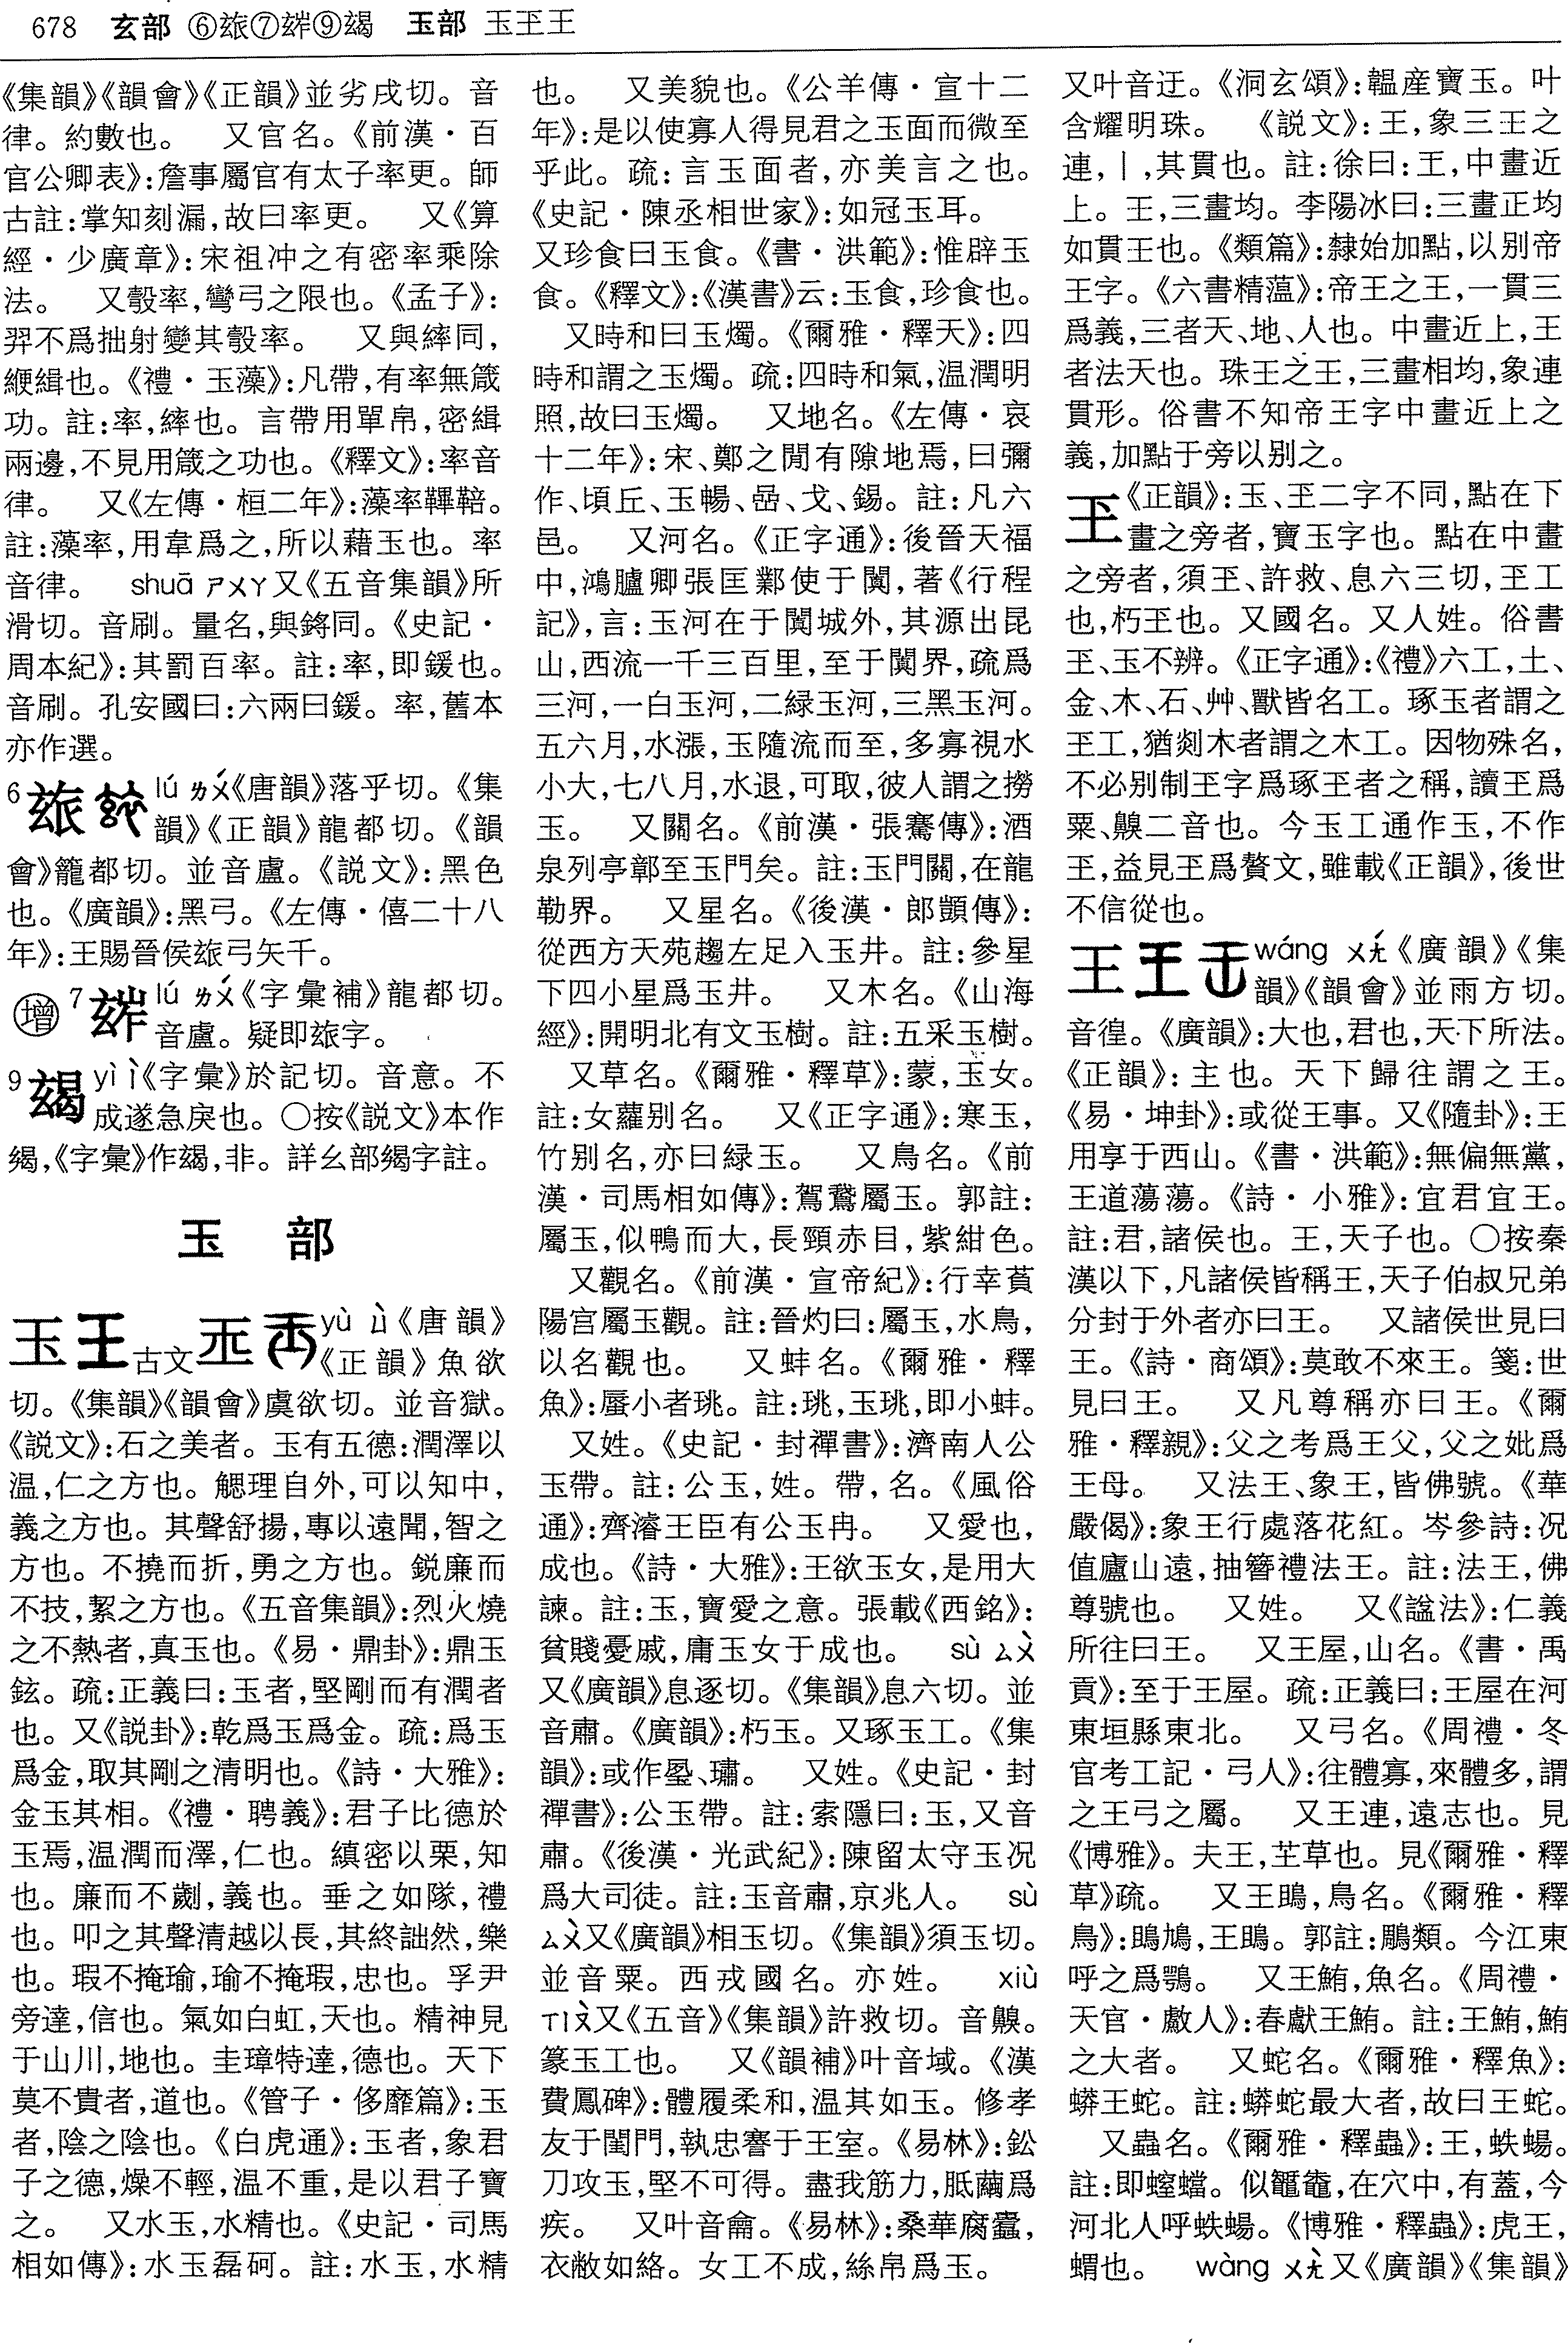 678 玄部 ⑥玈⑦𤣎⑨𤣓 玉部 玉玊王
《集韻》《韻會》《正韻》並劣戌切。音
律。約數也。 又官名。《前漢·百
官公卿表》:詹事屬官有太子率更。師
古註:掌知刻漏,故曰率更。 又《算
經·少廣章》:宋祖冲之有密率乘除
法。 又彀率,彎弓之限也。《孟子》:
羿不爲拙射變其彀率。 又與繂同,
緶緝也。《禮·玉藻》:凡帶,有率無箴
功。註:率,繂也。言帶用單帛,密緝
兩邊,不見用箴之功也。《釋文》:率音
律。 又《左傳·桓二年》:藻率鞸鞛。
註:藻率,用韋爲之,所以藉玉也。率
音律。 shuā ㄕㄨㄚ又《五音集韻》所
滑切。音刷。量名,與鋝同。《史記·
周本紀》:其罰百率。註:率,即鍰也。
音刷。孔安國曰:六兩曰鍰。率,舊本
亦作選。
6 玈 lú ㄌㄨˊ《唐韻》落乎切。《集
韻》《正韻》龍都切。《韻
會》籠都切。並音盧。《説文》:黑色
也。《廣韻》:黑弓。《左傳·僖二十八
年》:王賜晉侯玈弓矢千。
增 7 lú ㄌㄨˊ《字彙補》龍都切。
音盧。疑即玈字。
9 yì ㄧˋ《字彙》於記切。音意。不
成遂急戾也。○按《説文》本作
,《字彙》作,非。詳幺部字註。
玉 部
玉 古文 yù ㄩˋ《唐韻》
《正韻》魚欲
切。《集韻》《韻會》虞欲切。並音獄。
《説文》:石之美者。玉有五德:潤澤以
温,仁之方也。䚡理自外,可以知中,
義之方也。其聲舒揚,專以遠聞,智之
方也。不撓而折,勇之方也。鋭廉而
不技,絜之方也。《五音集韻》:烈火燒
之不熱者,真玉也。《易·鼎卦》:鼎玉
鉉。疏:正義曰:玉者,堅剛而有潤者
也。又《説卦》:乾爲玉爲金。疏:爲玉
爲金,取其剛之清明也。《詩·大雅》:
金玉其相。《禮·聘義》:君子比德於
玉焉,温潤而澤,仁也。縝密以栗,知
也。廉而不劌,義也。垂之如隊,禮
也。叩之其聲清越以長,其終詘然,樂
也。瑕不掩瑜,瑜不掩瑕,忠也。孚尹
旁達,信也。氣如白虹,天也。精神見
于山川,地也。圭璋特達,德也。天下
莫不貴者,道也。《管子·侈靡篇》:玉
者,陰之陰也。《白虎通》:玉者,象君
子之德,燥不輕,温不重,是以君子寶
之。 又水玉,水精也。《史記·司馬
相如傳》:水玉磊砢。註:水玉,水精
也。 又美貌也。《公羊傳·宣十二
年》:是以使寡人得見君之玉面而微至
乎此。疏:言玉面者,亦美言之也。
《史記·陳丞相世家》:如冠玉耳。
又珍食曰玉食。《書·洪範》:惟辟玉
食。《釋文》:《漢書》云:玉食,珍食也。
又時和曰玉燭。《爾雅·釋天》:四
時和謂之玉燭。疏:四時和氣,温潤明
照,故曰玉燭。 又地名。《左傳·哀
十二年》:宋、鄭之閒有隙地焉,曰彌
作、頃丘、玉暢、嵒、戈、錫。註:凡六
邑。 又河名。《正字通》:後晉天福
中,鴻臚卿張匡鄴使于闐,著《行程
記》,言:玉河在于闐城外,其源出昆
山,西流一千三百里,至于闐界,疏爲
三河,一白玉河,二緑玉河,三黑玉河。
五六月,水漲,玉隨流而至,多寡視水
小大,七八月,水退,可取,彼人謂之撈
玉。 又關名。《前漢·張騫傳》:酒
泉列亭鄣至玉門矣。註:玉門關,在龍
勒界。 又星名。《後漢·郎顗傳》:
從西方天苑趨左足入玉井。註:參星
下四小星爲玉井。 又木名。《山海
經》:開明北有文玉樹。註:五采玉樹。
又草名。《爾雅·釋草》:蒙,玉女。
註:女蘿别名。 又《正字通》:寒玉,
竹别名,亦曰緑玉。 又鳥名。《前
漢·司馬相如傳》:鴐鵞屬玉。郭註:
屬玉,似鴨而大,長頸赤目,紫紺色。
又觀名。《前漢·宣帝紀》:行幸萯
陽宫屬玉觀。註:晉灼曰:屬玉,水鳥,
以名觀也。 又蚌名。《爾雅·釋
魚》:蜃小者珧。註:珧,玉珧,即小蚌。
又姓。《史記·封禪書》:濟南人公
玉帶。註:公玉,姓。帶,名。《風俗
通》:齊濬王臣有公玉冉。 又愛也,
成也。《詩·大雅》:王欲玉女,是用大
諫。註:玉,寶愛之意。張載《西銘》:
貧賤憂戚,庸玉女于成也。 sù ㄙㄨˋ
又《廣韻》息逐切。《集韻》息六切。並
音肅。《廣韻》:朽玉。又琢玉工。《集
韻》:或作璛。 又姓。《史記·封
禪書》:公玉帶。註:索隱曰:玉,又音
肅。《後漢·光武紀》:陳留太守玉况
爲大司徒。註:玉音肅,京兆人。 sù
ㄙㄨˋ又《廣韻》相玉切。《集韻》須玉切。
並音粟。西戎國名。亦姓。 xiù
ㄒㄧㄡˋ又《五音》《集韻》許救切。音齅。
篆玉工也。 又《韻補》叶音域。《漢
費鳳碑》:體履柔和,温其如玉。修孝
友于閨門,執忠謇于王室。《易林》:鈆
刀攻玉,堅不可得。盡我筋力,胝繭爲
疾。 又叶音龠。《易林》:桑華腐蠹,
衣敝如絡。女工不成,絲帛爲玉。
又叶音迂。《洞玄頌》:韞産寶玉。叶
含耀明珠。 《説文》:王,象三王之
連,丨,其貫也。註:徐曰:王,中畫近
上。王,三畫均。李陽冰曰:三畫正均
如貫王也。《類篇》:隸始加點,以别帝
王字。《六書精藴》:帝王之王,一貫三
爲義,三者天、地、人也。中畫近上,王
者法天也。珠王之王,三畫相均,象連
貫形。俗書不知帝王字中畫近上之
義,加點于旁以别之。
玊《正韻》:玉、玊二字不同,點在下
畫之旁者,寶玉字也。點在中畫
之旁者,須玊、許救、息六三切,玊工
也,朽玊也。又國名。又人姓。俗書
玊、玉不辨。《正字通》:《禮》六工,土、
金、木、石、艸、獸皆名工。琢玉者謂之
玊工,猶剡木者謂之木工。因物殊名,
不必别制玊字爲琢玊者之稱,讀玊爲
粟、齅二音也。今玉工通作玉,不作
玊,益見玊爲贅文,雖載《正韻》,後世
不信從也。
王 wáng ㄨㄤˊ《廣韻》《集
韻》《韻會》並雨方切。
音徨。《廣韻》:大也,君也,天下所法。
《正韻》:主也。天下歸往謂之王。
《易·坤卦》:或從王事。又《隨卦》:王
用享于西山。《書·洪範》:無偏無黨,
王道蕩蕩。《詩·小雅》:宜君宜王。
註:君,諸侯也。王,天子也。○按秦
漢以下,凡諸侯皆稱王,天子伯叔兄弟
分封于外者亦曰王。 又諸侯世見曰
王。《詩·商頌》:莫敢不來王。箋:世
見曰王。 又凡尊稱亦曰王。《爾
雅·釋親》:父之考爲王父,父之妣爲
王母。 又法王、象王,皆佛號。《華
嚴偈》:象王行處落花紅。岑參詩:况
值廬山遠,抽簪禮法王。註:法王,佛
尊號也。 又姓。 又《諡法》:仁義
所往曰王。 又王屋,山名。《書·禹
貢》:至于王屋。疏:正義曰:王屋在河
東垣縣東北。 又弓名。《周禮·冬
官考工記·弓人》:往體寡,來體多,謂
之王弓之屬。 又王連,遠志也。見
《博雅》。夫王,芏草也。見《爾雅·釋
草》疏。 又王鴡,鳥名。《爾雅·釋
鳥》:鴡鳩,王鴡。郭註:鵰類。今江東
呼之爲鶚。 又王鮪,魚名。《周禮·
天官·䱷人》:春獻王鮪。註:王鮪,鮪
之大者。 又蛇名。《爾雅·釋魚》:
蟒王蛇。註:蟒蛇最大者,故曰王蛇。
又蟲名。《爾雅·釋蟲》:王,蛈蝪。
註:即螲蟷。似鼅鼄,在穴中,有蓋,今
河北人呼蛈蝪。《博雅·釋蟲》:虎王,
蝟也。 wàng ㄨㄤˋ又《廣韻》《集韻》